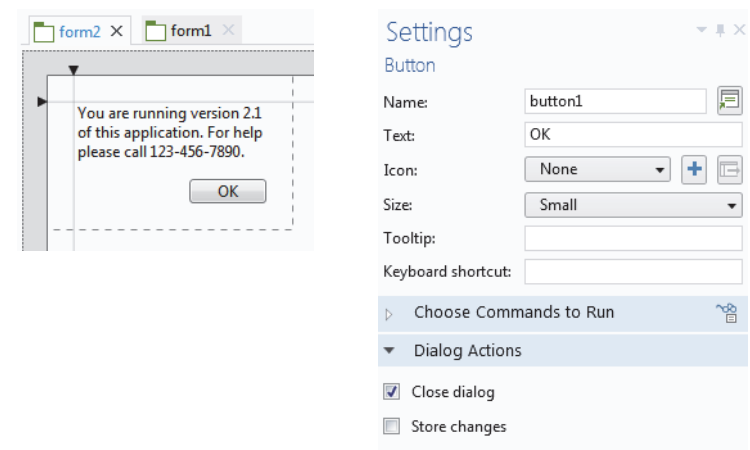 form2
form1
You are running version 2.1
of this application. For help
please call 123-456-7890.
OK
Settings
Button
Name: button1
Text: OK
Icon: None
Size: Small
Tooltip:
Keyboard shortcut:
Choose Commands to Run
Dialog Actions
Close dialog
Store changes